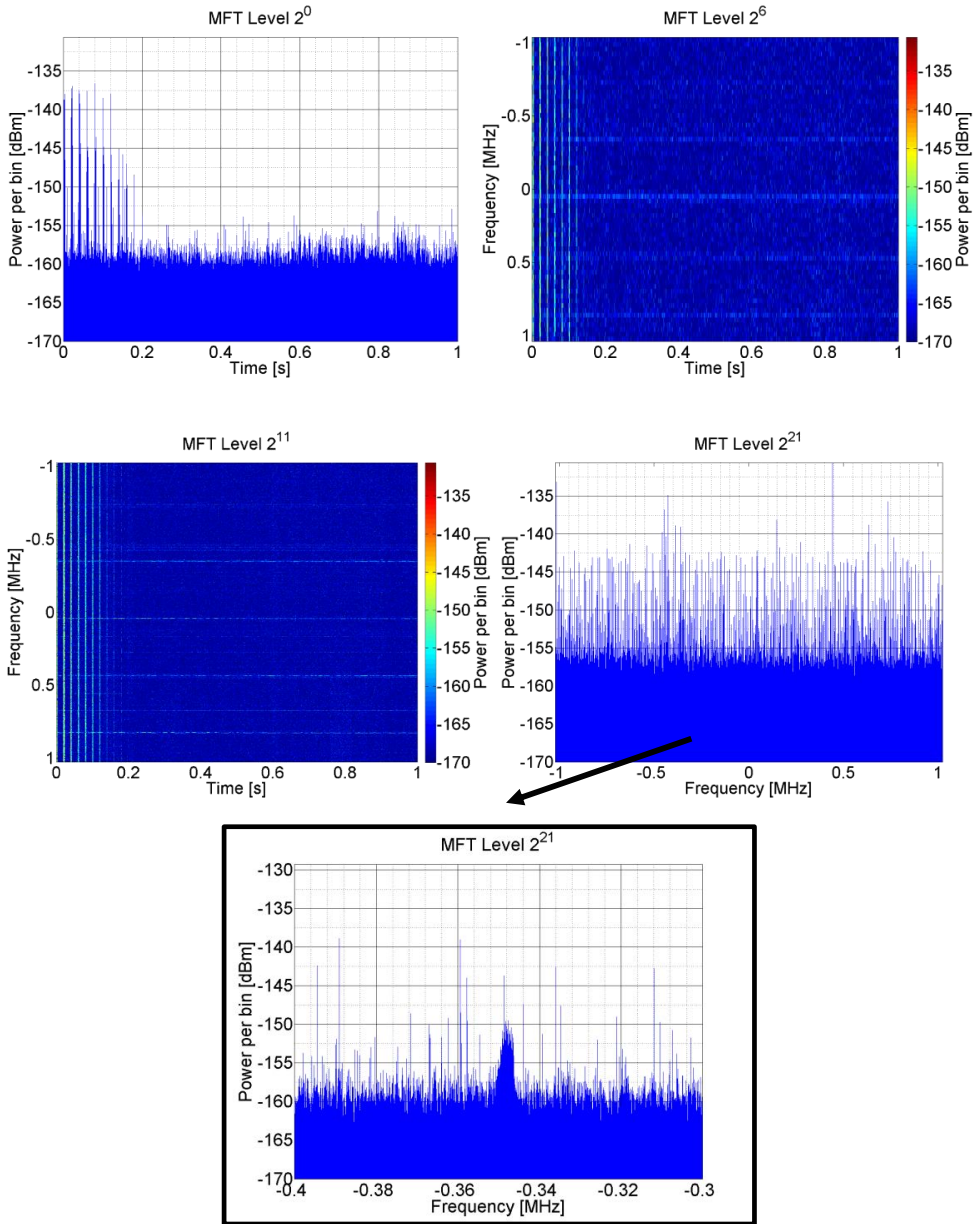 MFT Level 2^0
Power per bin [dBm]
-135
-140
-145
-150
-155
-160
-165
-170
0 0.2 0.4 0.6 0.8 1
Time [s]
MFT Level 2^6
Frequency [MHz]
-1
-0.5
0
0.5
1
0 0.2 0.4 0.6 0.8 1
Time [s]
-135
-140
-145
-150
-155
-160
-165
-170
Power per bin [dBm]
MFT Level 2^11
Frequency [MHz]
-1
-0.5
0
0.5
1
0 0.2 0.4 0.6 0.8 1
Time [s]
-135
-140
-145
-150
-155
-160
-165
-170
Power per bin [dBm]
MFT Level 2^21
Power per bin [dBm]
-135
-140
-145
-150
-155
-160
-165
-170
-1 -0.5 0 0.5 1
Frequency [MHz]
MFT Level 2^21
Power per bin [dBm]
-130
-135
-140
-145
-150
-155
-160
-165
-170
-0.4 -0.38 -0.36 -0.34 -0.32 -0.3
Frequency [MHz]